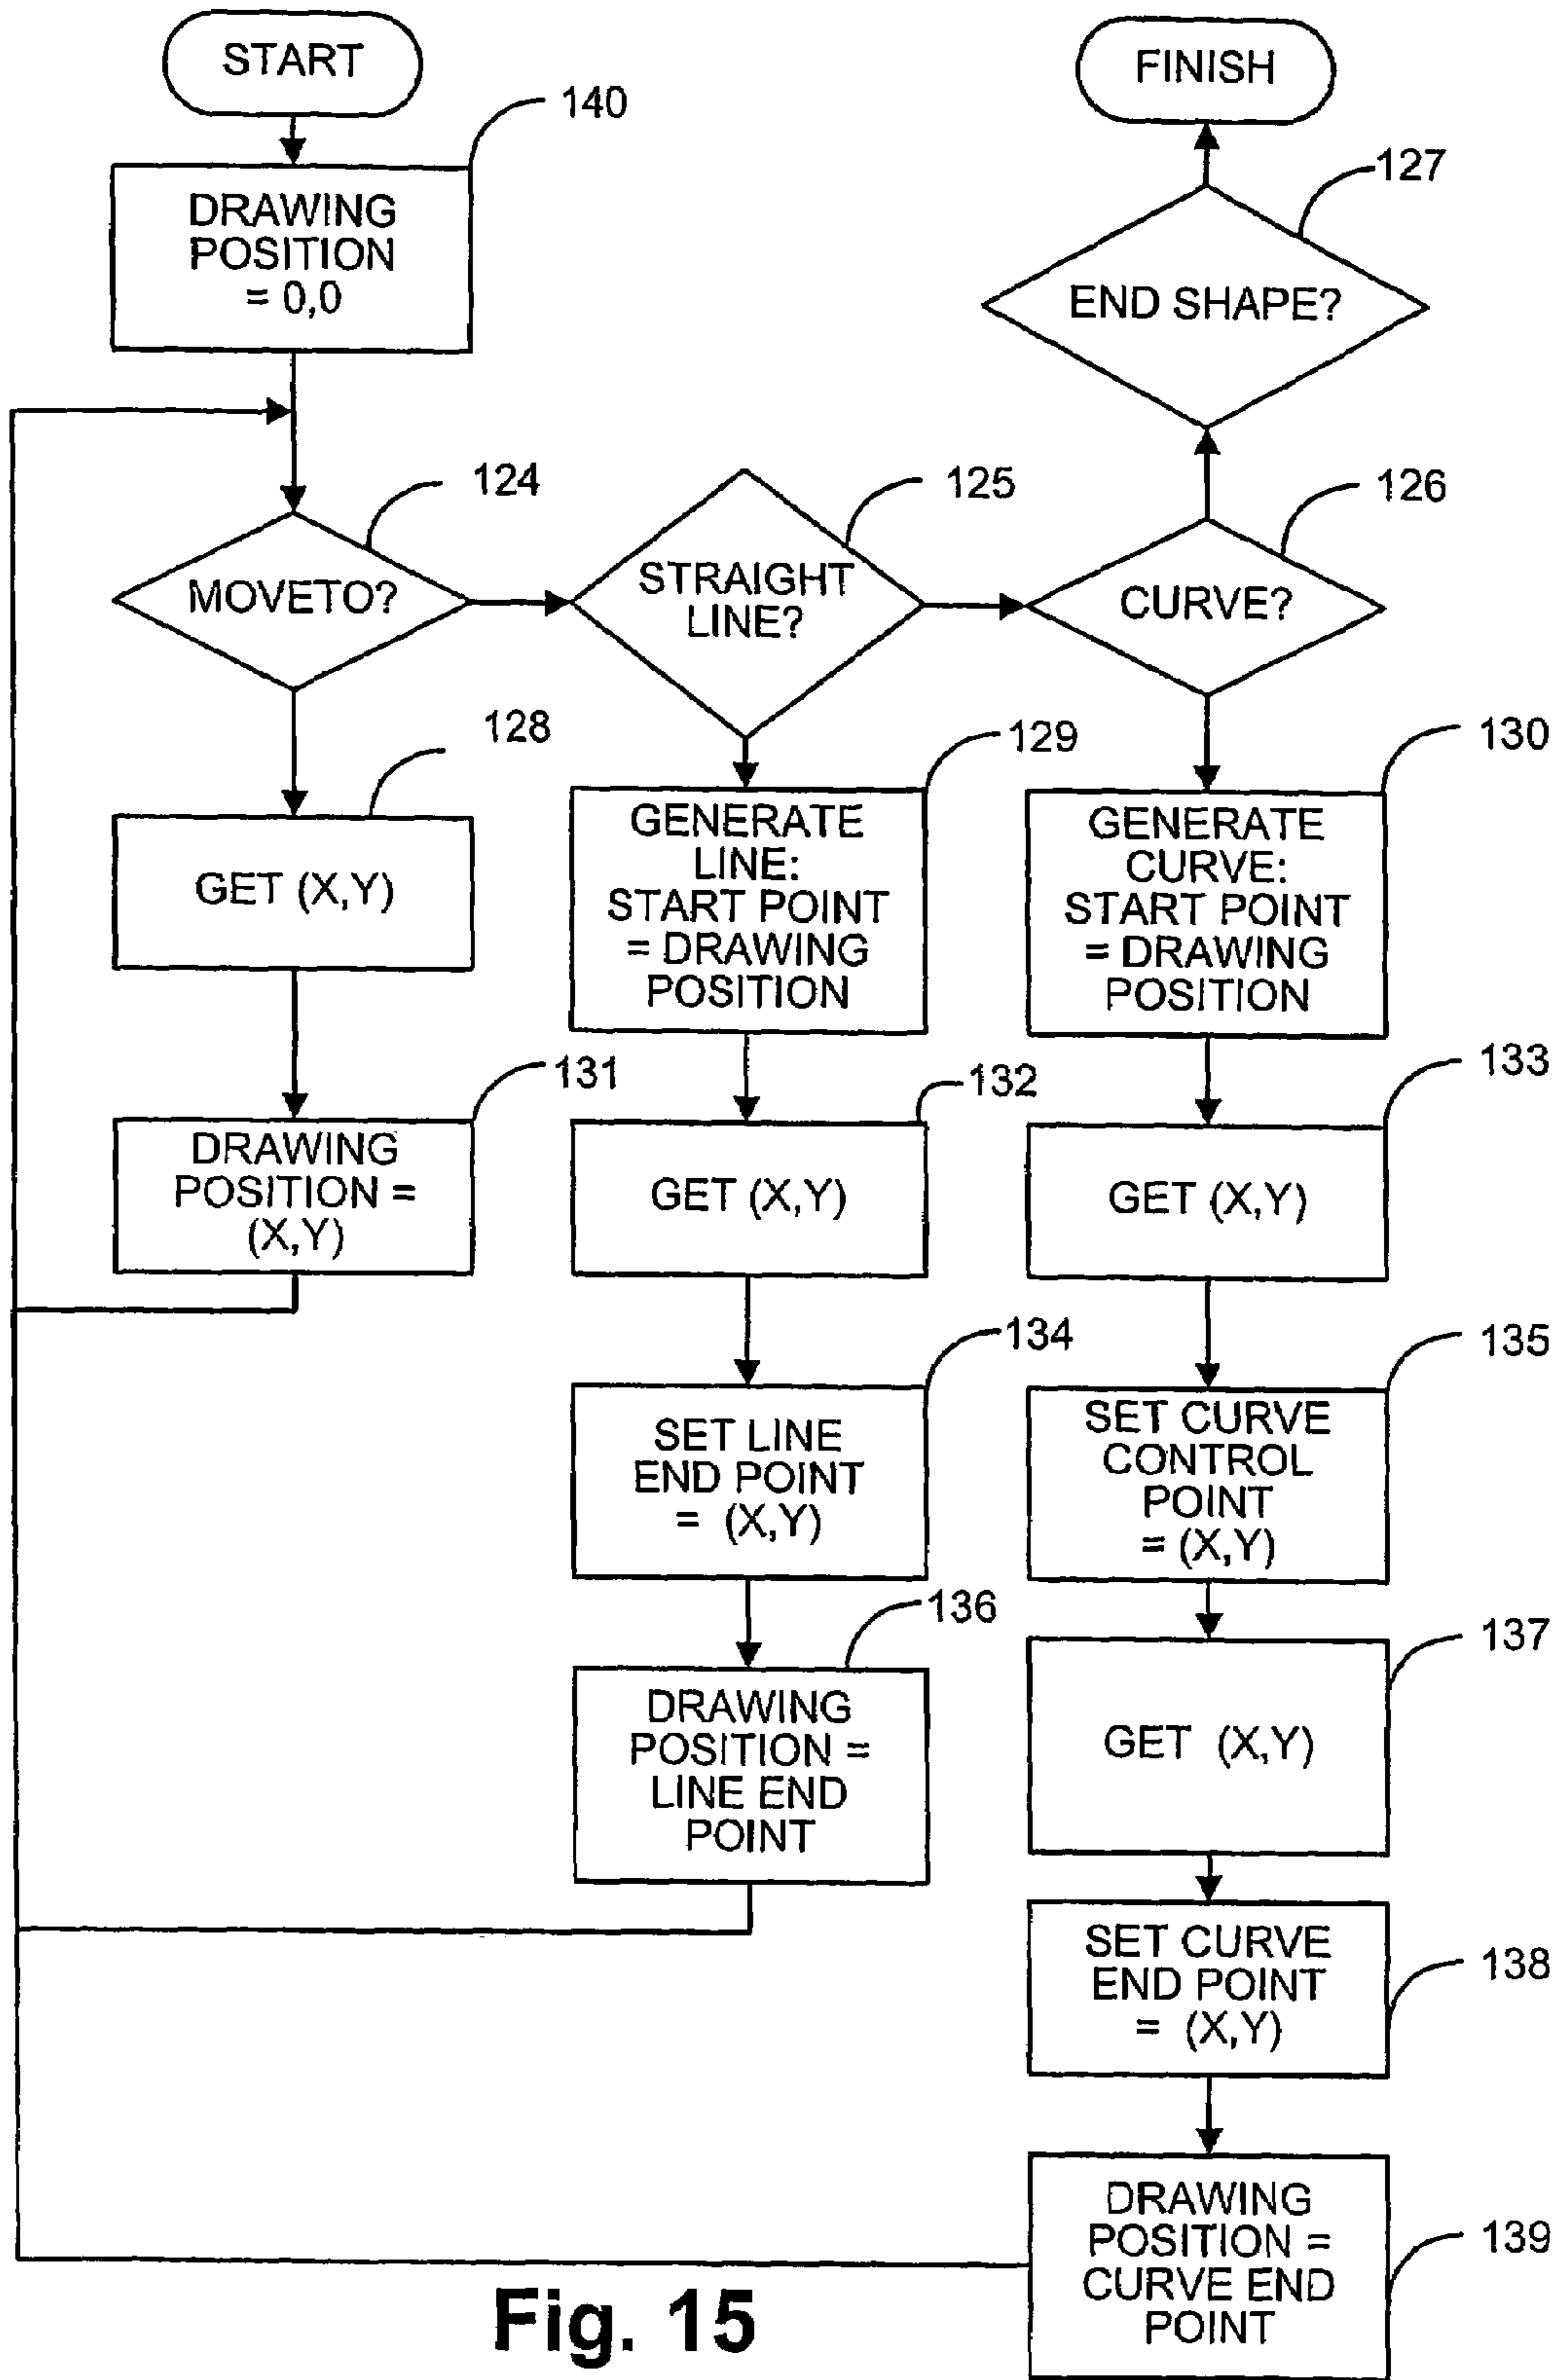 START
140
DRAWING
POSITION
= 0,0
FINISH
127
END SHAPE?
124
MOVETO?
125
STRAIGHT
LINE?
126
CURVE?
128
GET (X,Y)
131
DRAWING
POSITION =
(X,Y)
129
GENERATE
LINE:
START POINT
= DRAWING
POSITION
132
GET (X,Y)
134
SET LINE
END POINT
= (X,Y)
136
DRAWING
POSITION =
LINE END
POINT
130
GENERATE
CURVE:
START POINT
= DRAWING
POSITION
133
GET (X,Y)
135
SET CURVE
CONTROL
POINT
= (X,Y)
137
GET (X,Y)
138
SET CURVE
END POINT
= (X,Y)
139
DRAWING
POSITION =
CURVE END
POINT
Fig. 15